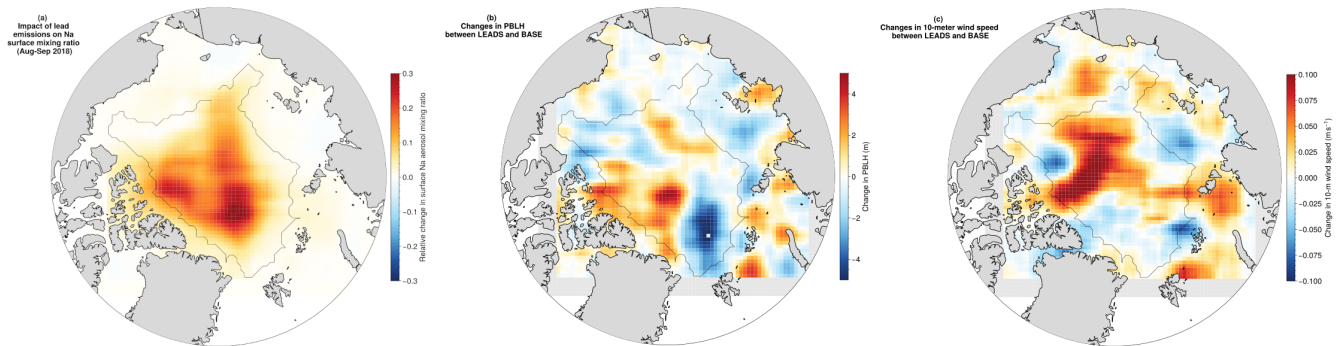 (a)
Impact of lead
emissions on Na
surface mixing ratio
(Aug-Sep 2018)
0.3
0.2
0.1
0.0
−0.1
−0.2
−0.3
Relative change in surface Na aerosol mixing ratio
(b)
Changes in PBLH
between LEADS and BASE
4
2
0
−2
−4
Change in PBLH (m)
(c)
Changes in 10-meter wind speed
between LEADS and BASE
0.100
0.075
0.050
0.025
0.000
−0.025
−0.050
−0.075
−0.100
Change in 10-m wind speed (ms⁻¹)